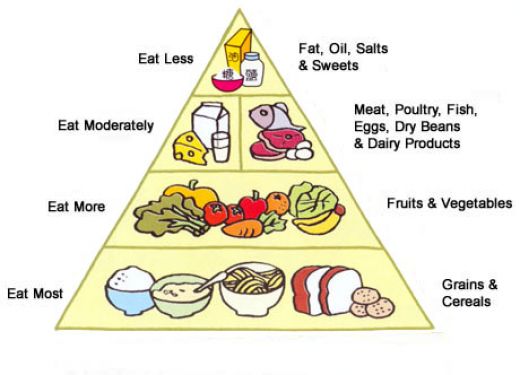 Eat Less
油
糖
鹽
Fat, Oil, Salts
& Sweets
Eat Moderately
Meat, Poultry, Fish,
Eggs, Dry Beans
& Dairy Products
Eat More
Fruits & Vegetables
Eat Most
Grains &
Cereals